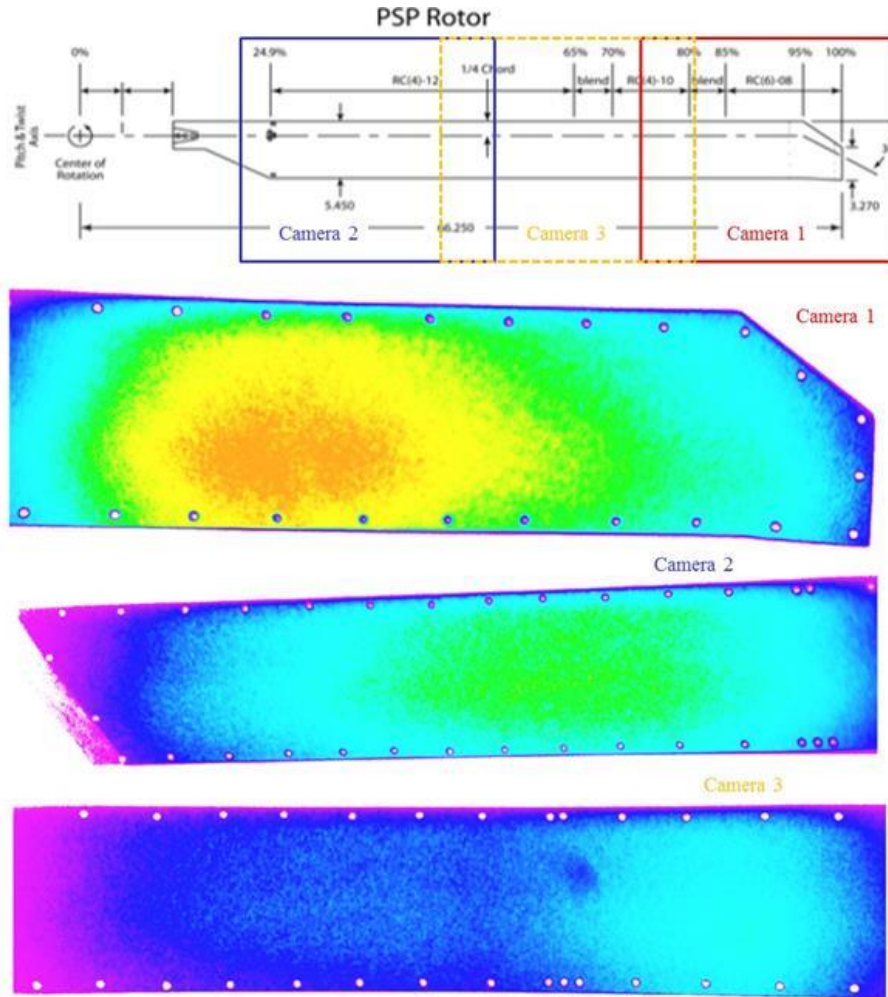 PSP Rotor
0%
24.9%
65% 70% 80% 85% 95% 100%
1/4 Chord
RC(4)-12
blend
RC(4)-10
blend
RC(6)-08
Pitch & Twist
Axis
Center of
Rotation
5.450
3.270
Camera 2
Camera 3
Camera 1
Camera 1
Camera 2
Camera 3